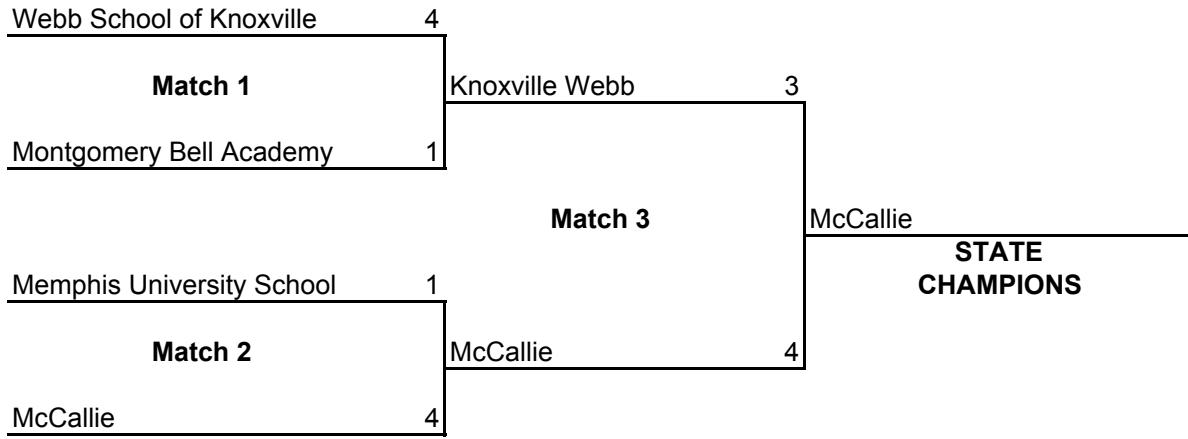 Webb School of Knoxville 4
Match 1
Knoxville Webb 3
Montgomery Bell Academy 1
Match 3
McCallie
STATE
CHAMPIONS
Memphis University School 1
Match 2
McCallie 4
McCallie 4